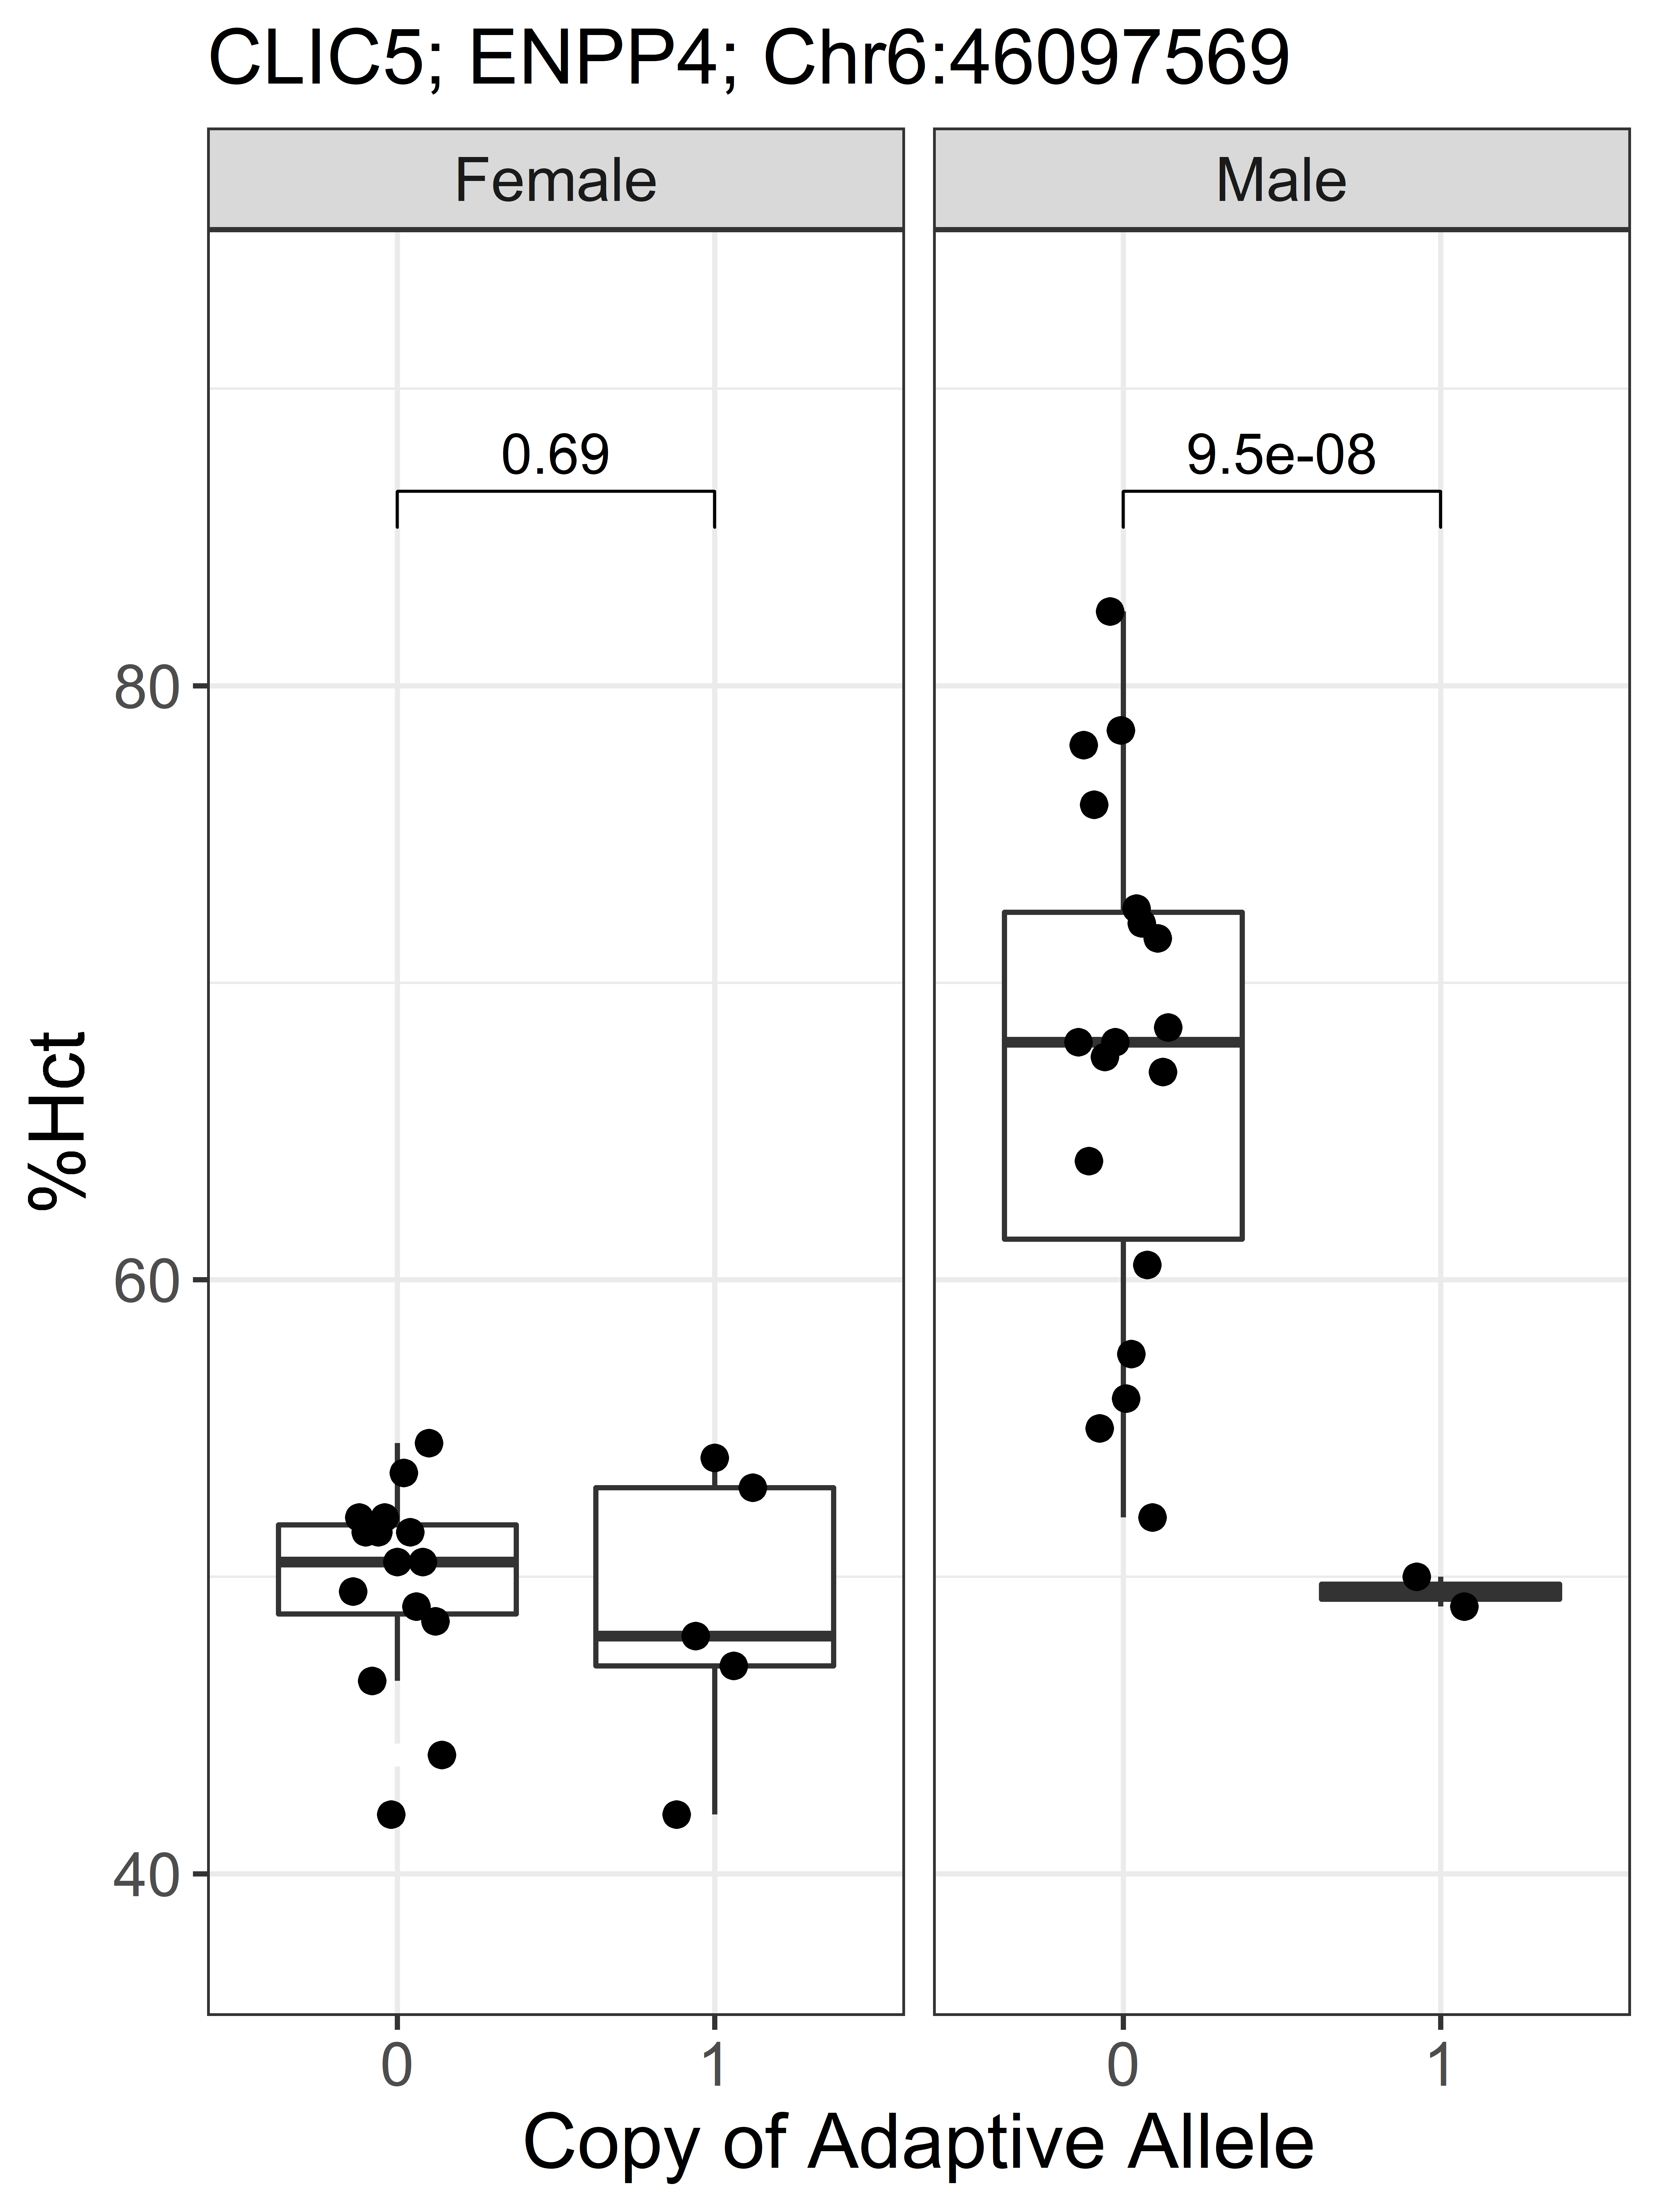 CLIC5; ENPP4; Chr6:46097569
Female
Male
0.69
9.5e-08
80
60
40
%Hct
0
1
0
1
Copy of Adaptive Allele